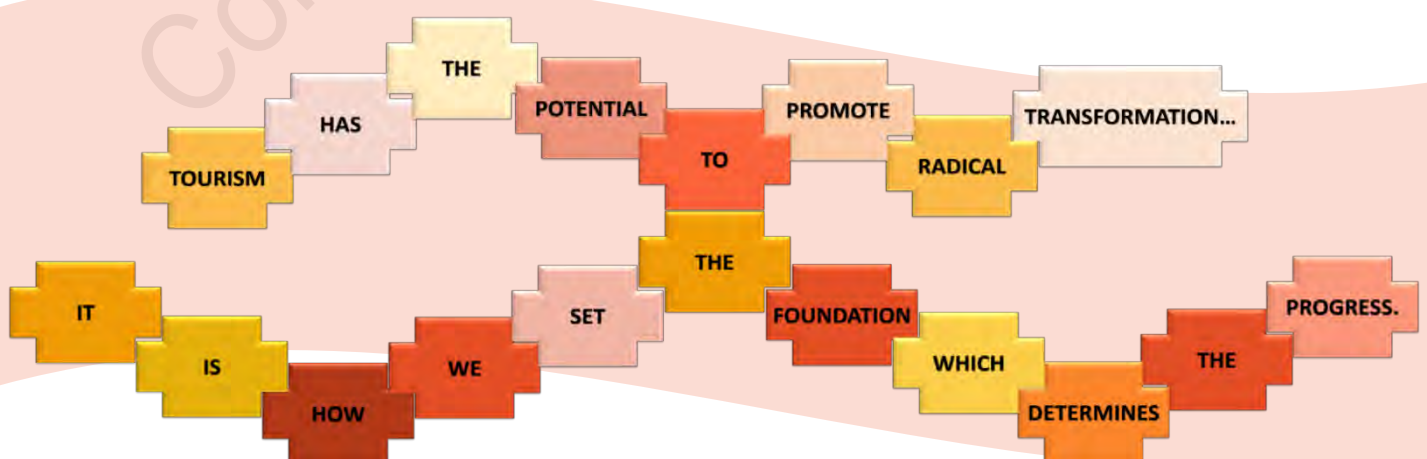 TOURISM HAS THE POTENTIAL TO PROMOTE RADICAL TRANSFORMATION...
IT IS HOW WE SET THE FOUNDATION WHICH DETERMINES THE PROGRESS.